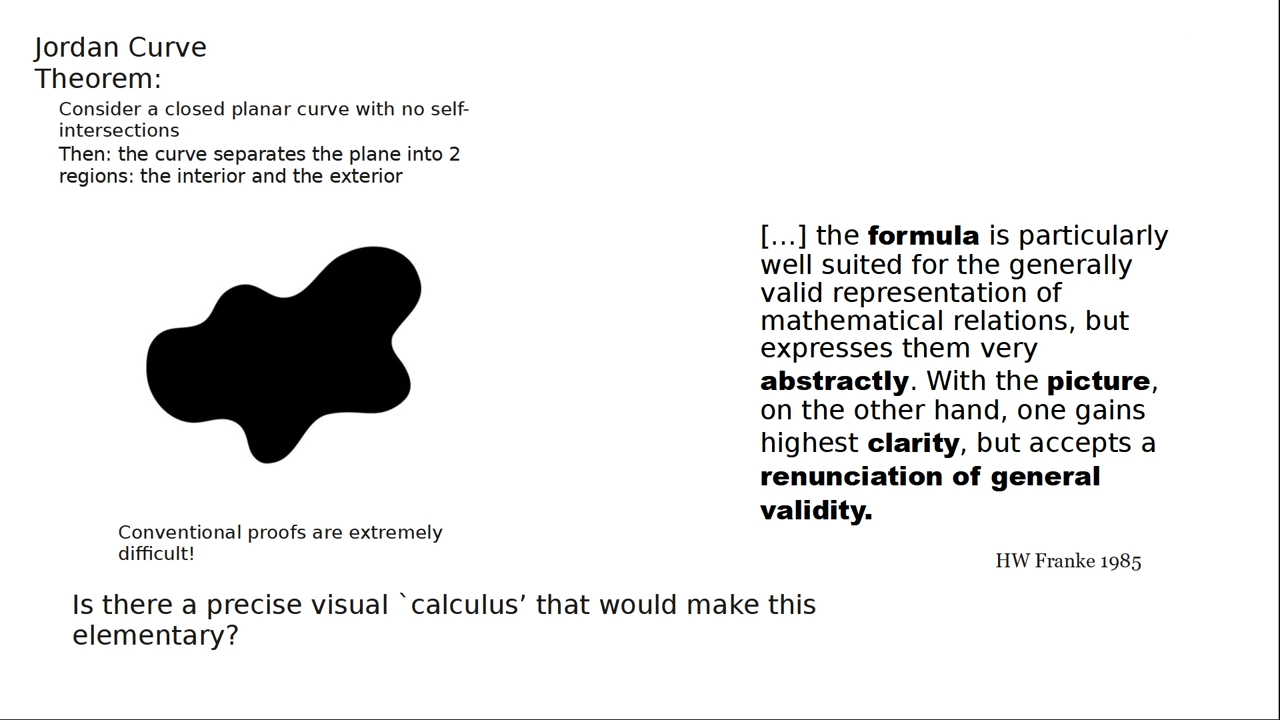 Jordan Curve
Theorem:
Consider a closed planar curve with no self-
intersections
Then: the curve separates the plane into 2
regions: the interior and the exterior
[...] the formula is particularly
well suited for the generally
valid representation of
mathematical relations, but
expresses them very
abstractly. With the picture,
on the other hand, one gains
highest clarity, but accepts a
renunciation of general
validity.
HW Franke 1985
Conventional proofs are extremely
difficult!
Is there a precise visual `calculus’ that would make this
elementary?